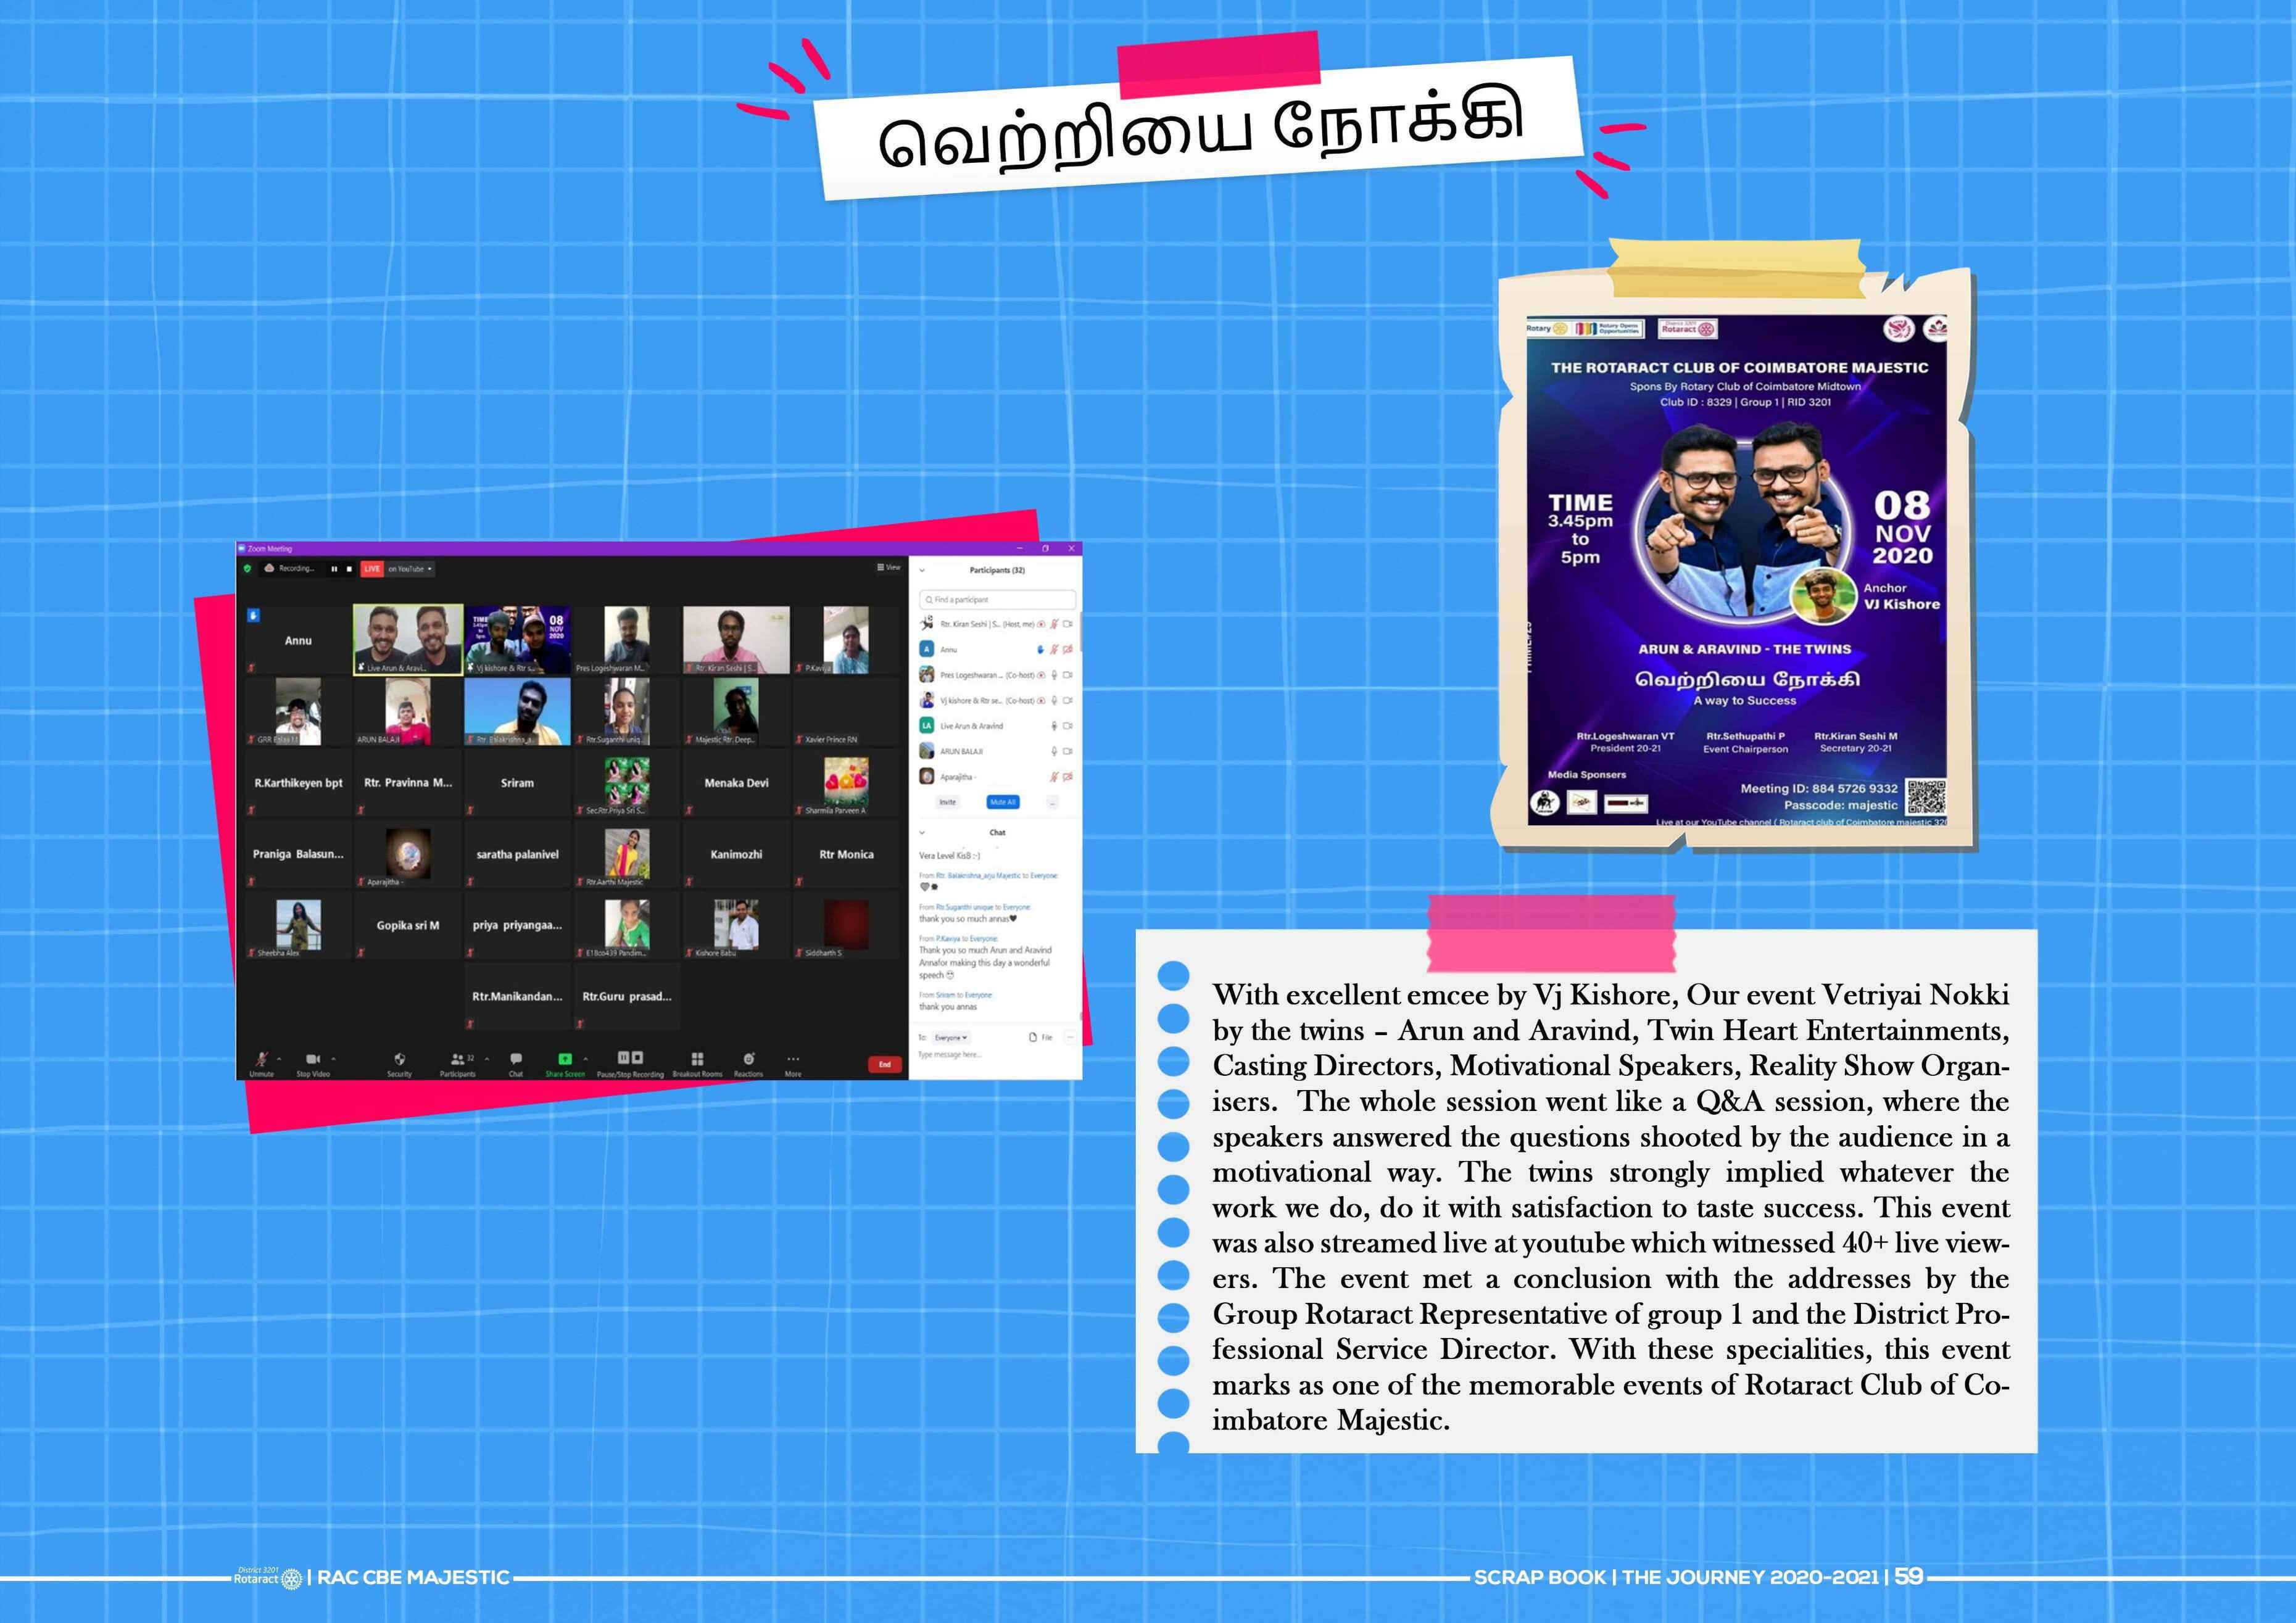 வெற்றியை நோக்கி
Rotary
Rotary Opens
Opportunities
District 3201
Rotaract
THE ROTARACT CLUB OF COIMBATORE MAJESTIC
Spons By Rotary Club of Coimbatore Midtown
Club ID : 8329 | Group 1 | RID 3201
TIME
3.45pm
to
5pm
08
NOV
2020
Anchor
VJ Kishore
ARUN & ARAVIND - THE TWINS
வெற்றியை நோக்கி
A way to Success
Rtr.Logeshwaran VT
President 20-21
Rtr.Sethupathi P
Event Chairperson
Rtr.Kiran Seshi M
Secretary 20-21
Media Sponsers
Meeting ID: 884 5726 9332
Passcode: majestic
Live at our YouTube channel ( Rotaract club of Coimbatore majestic 320
Zoom Meeting
Recording...
LIVE on YouTube
View
Annu
Live Arun & Aravi...
Vj kishore & Rtr s...
Pres Logeshwaran M...
Rtr. Kiran Seshi | S...
P.Kaviya
GRR Balaji
ARUN BALAJI
Rtr. Balakrishna_a...
Rtr.Suganthi uniq...
Majestic Rtr. Deep...
Xavier Prince RN
R.Karthikeyen bpt
Rtr. Pravinna M...
Sriram
Sec.Rtr.Priya Sri S...
Menaka Devi
Sharmila Parveen A
Praniga Balasun...
Aparajitha -
saratha palanivel
Rtr.Aarthi Majestic
Kanimozhi
Rtr Monica
Sheebha Alex
Gopika sri M
priya priyangaa...
E18co439 Pandim...
Kishore Babu
Siddharth S
Rtr.Manikandan...
Rtr.Guru prasad...
Unmute
Stop Video
Security
Participants 32
Chat
Share Screen
Pause/Stop Recording
Breakout Rooms
Reactions
More
End
Participants (32)
Find a participant
Rtr. Kiran Seshi | S... (Host, me)
Annu
Pres Logeshwaran ... (Co-host)
Vj kishore & Rtr se... (Co-host)
LA Live Arun & Aravind
ARUN BALAJI
Aparajitha -
Invite
Mute All
Chat
Vera Level KisB :-)
From Rtr. Balakrishna_arju Majestic to Everyone:
From Rtr.Suganthi unique to Everyone:
thank you so much annas🖤
From P.Kaviya to Everyone:
Thank you so much Arun and Aravind
Annafor making this day a wonderful
speech
From Sriram to Everyone:
thank you annas
To: Everyone
File
Type message here...
With excellent emcee by Vj Kishore, Our event Vetriyai Nokki
by the twins – Arun and Aravind, Twin Heart Entertainments,
Casting Directors, Motivational Speakers, Reality Show Organ-
isers. The whole session went like a Q&A session, where the
speakers answered the questions shooted by the audience in a
motivational way. The twins strongly implied whatever the
work we do, do it with satisfaction to taste success. This event
was also streamed live at youtube which witnessed 40+ live view-
ers. The event met a conclusion with the addresses by the
Group Rotaract Representative of group 1 and the District Pro-
fessional Service Director. With these specialities, this event
marks as one of the memorable events of Rotaract Club of Co-
imbatore Majestic.
District 3201
Rotaract | RAC CBE MAJESTIC
SCRAP BOOK | THE JOURNEY 2020-2021 | 59